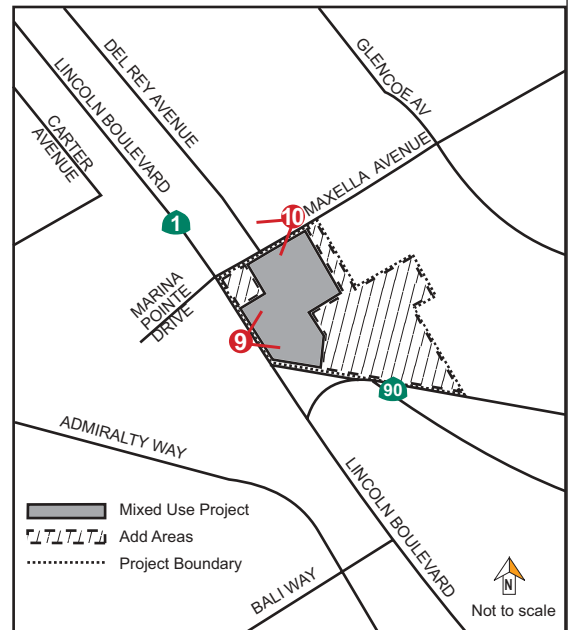 DEL REY AVENUE
GLENCOE AV
LINCOLN BOULEVARD
CARTER
AVENUE
MAXELLA AVENUE
10
1
MARINA
POINTE
DRIVE
9
90
ADMIRALTY WAY
LINCOLN BOULEVARD
Mixed Use Project
Add Areas
Project Boundary
BALI WAY
N
Not to scale